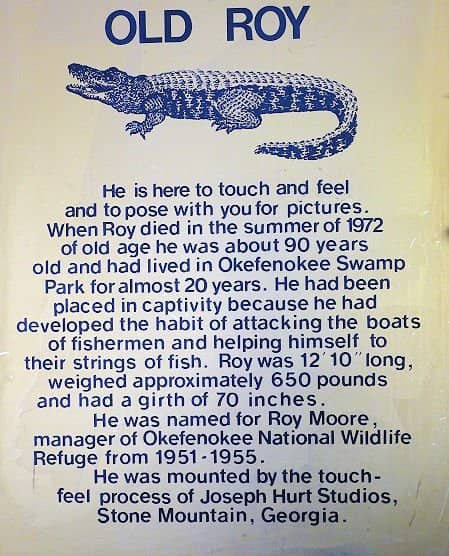 OLD ROY
He is here to touch and feel
and to pose with you for pictures.
When Roy died in the summer of 1972
of old age he was about 90 years
old and had lived in Okefenokee Swamp
Park for almost 20 years. He had been
placed in captivity because he had
developed the habit of attacking the boats
of fishermen and helping himself to
their strings of fish. Roy was 12' 10" long,
weighed approximately 650 pounds
and had a girth of 70 inches.
He was named for Roy Moore,
manager of Okefenokee National Wildlife
Refuge from 1951-1955.
He was mounted by the touch-
feel process of Joseph Hurt Studios,
Stone Mountain, Georgia.